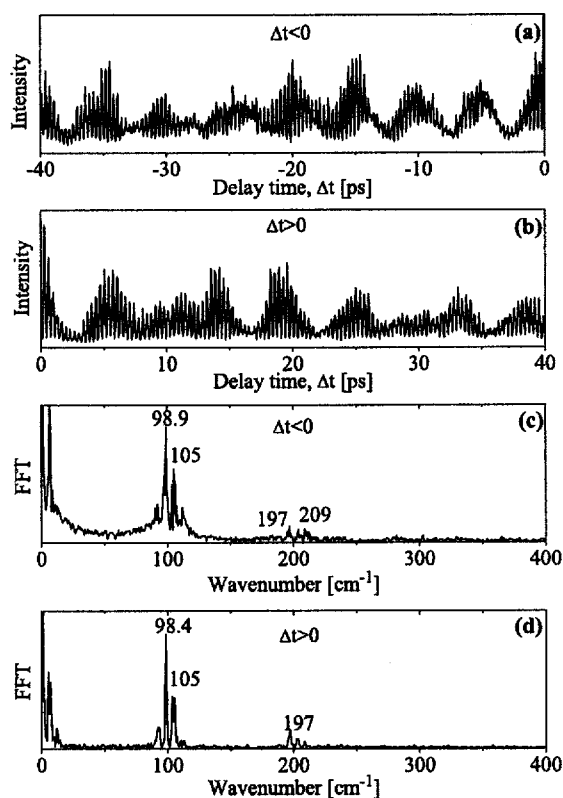 Δt<0
(a)
Intensity
-40 -30 -20 -10 0
Delay time, Δt [ps]
Δt>0
(b)
Intensity
0 10 20 30 40
Delay time, Δt [ps]
98.9
Δt<0
(c)
105
FFT
197 209
0 100 200 300 400
Wavenumber [cm⁻¹]
98.4
Δt>0
(d)
105
FFT
197
0 100 200 300 400
Wavenumber [cm⁻¹]